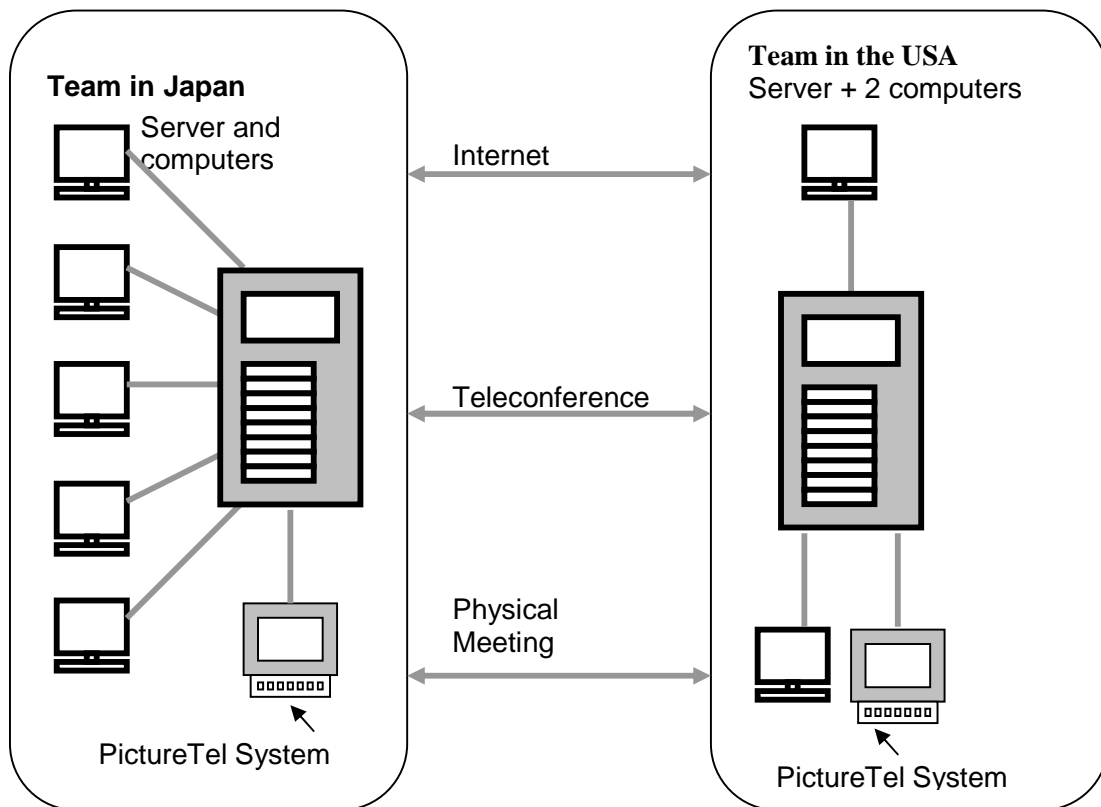 Team in Japan
Server and
computers
PictureTel System
Internet
Teleconference
Physical
Meeting
Team in the USA
Server + 2 computers
PictureTel System